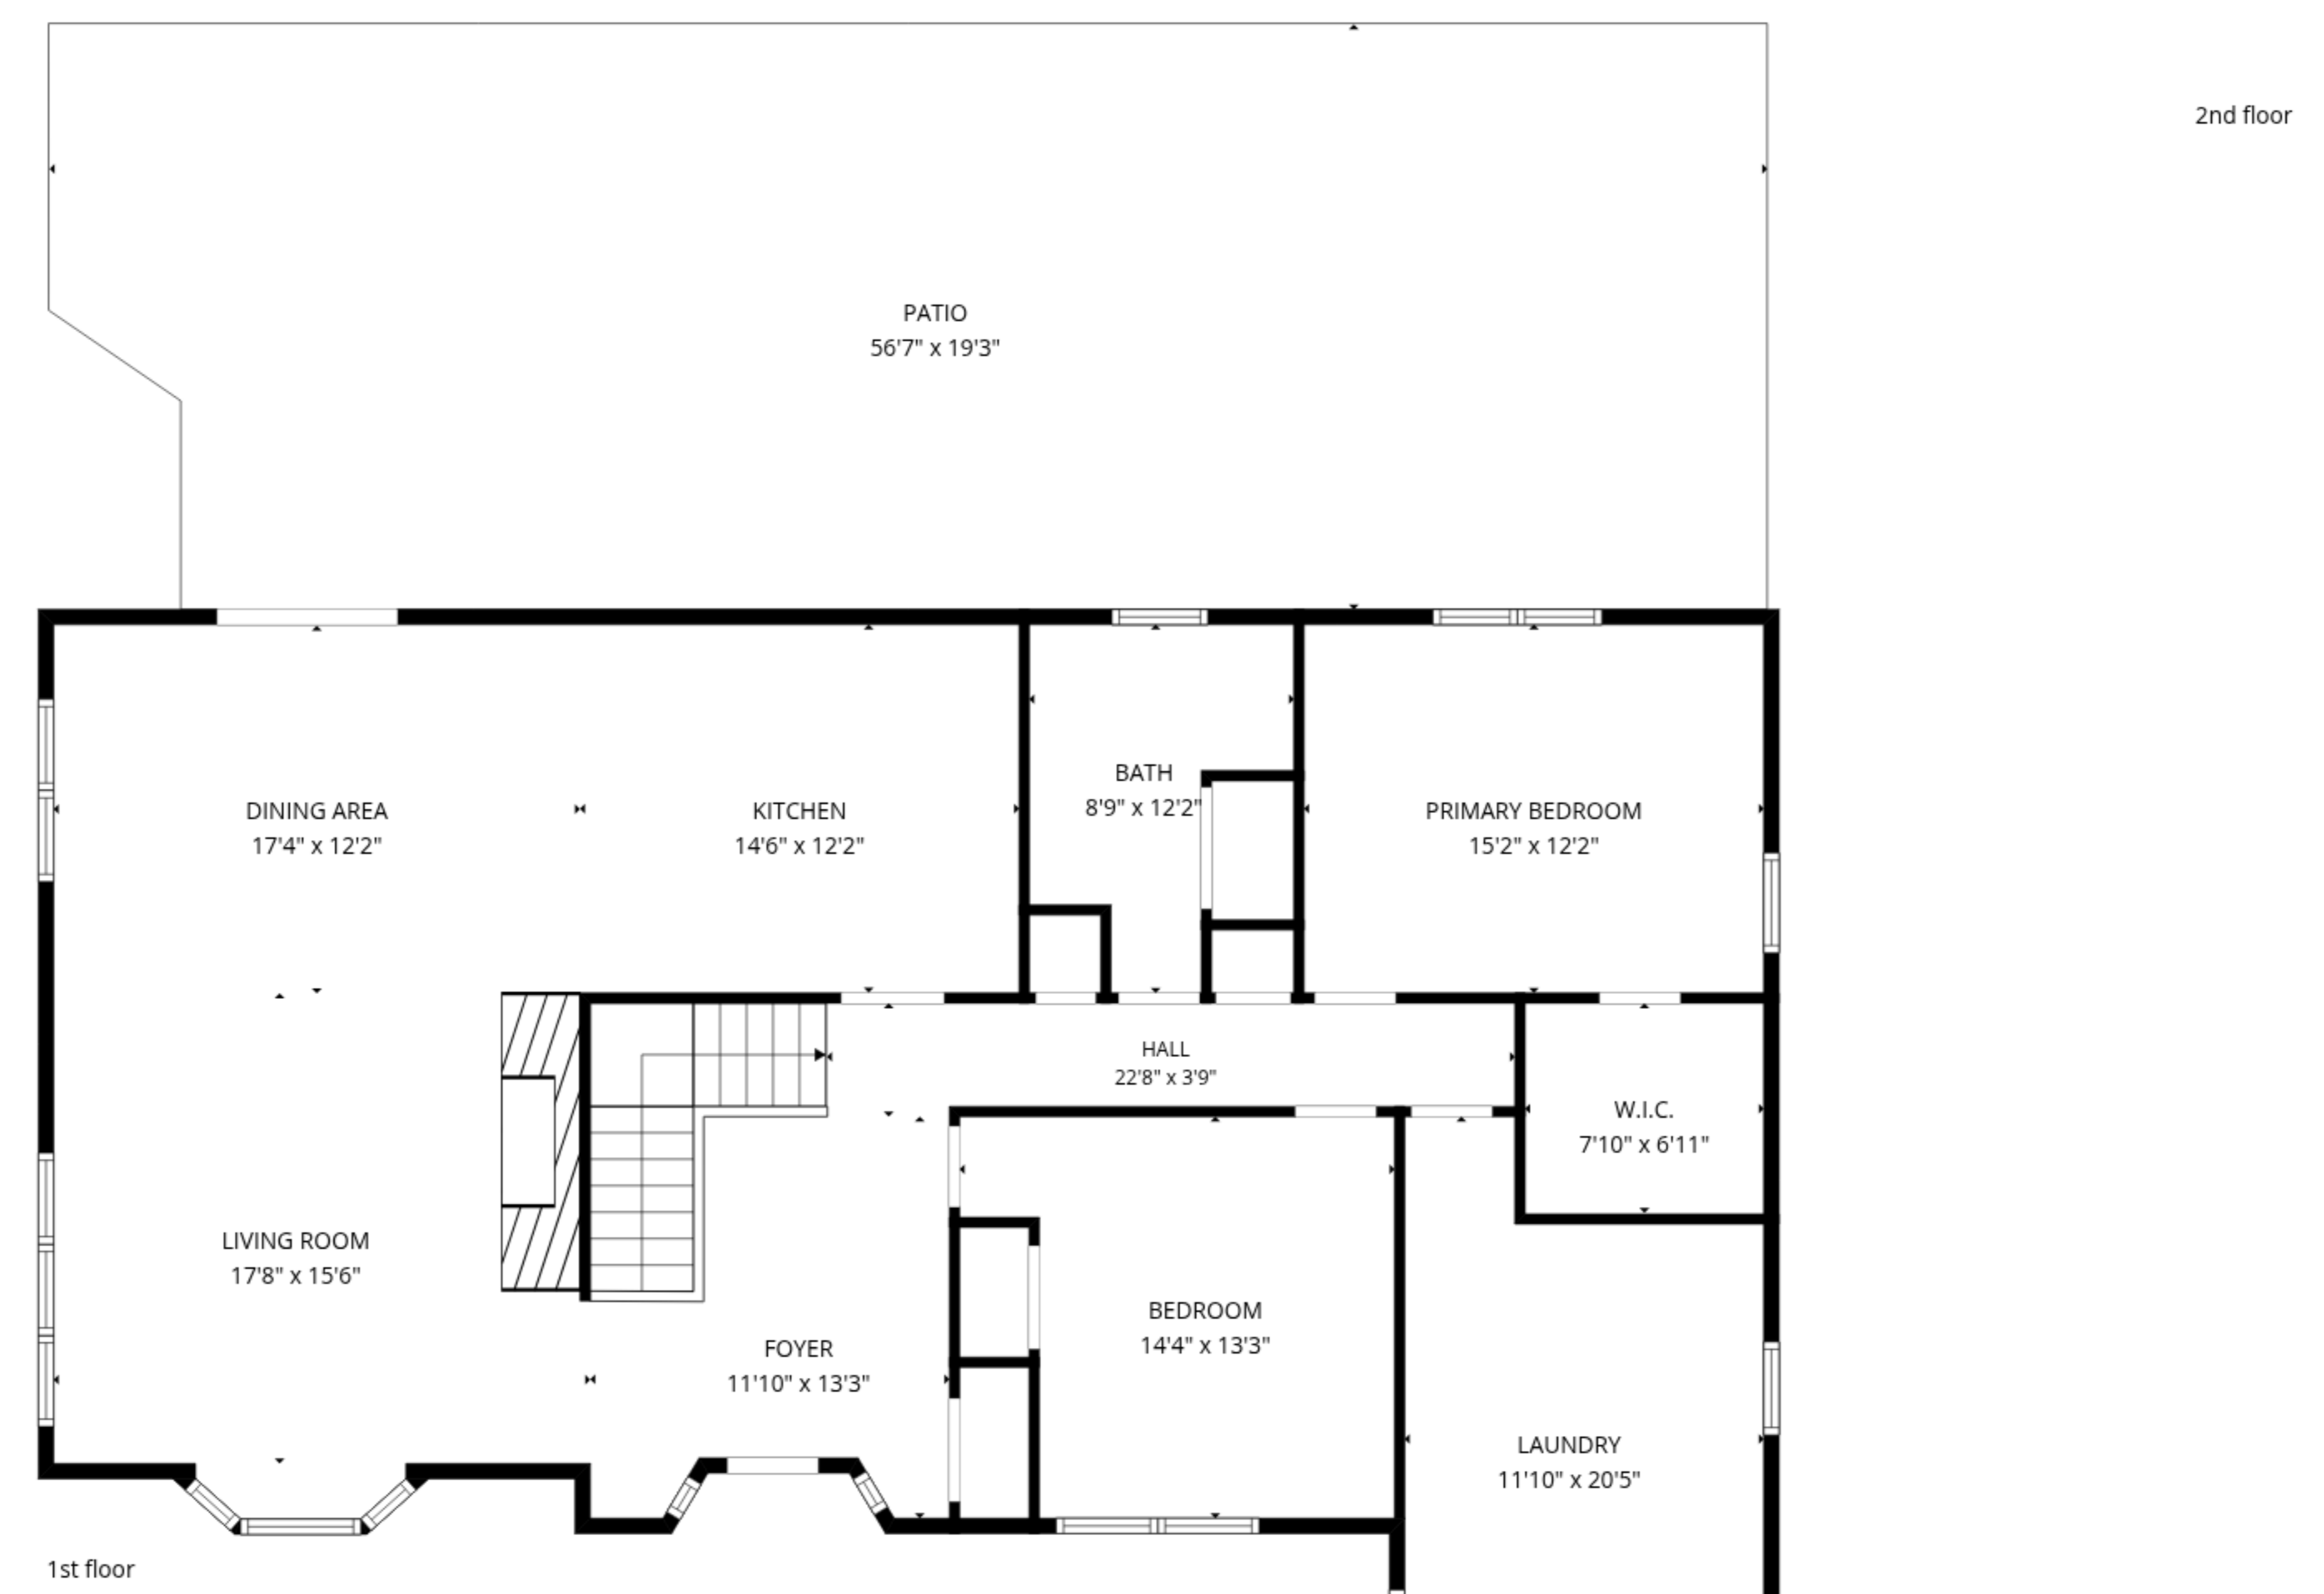 2nd floor
PATIO
56'7" x 19'3"
DINING AREA
17'4" x 12'2"
KITCHEN
14'6" x 12'2"
BATH
8'9" x 12'2"
PRIMARY BEDROOM
15'2" x 12'2"
HALL
22'8" x 3'9"
W.I.C.
7'10" x 6'11"
LIVING ROOM
17'8" x 15'6"
FOYER
11'10" x 13'3"
BEDROOM
14'4" x 13'3"
LAUNDRY
11'10" x 20'5"
1st floor